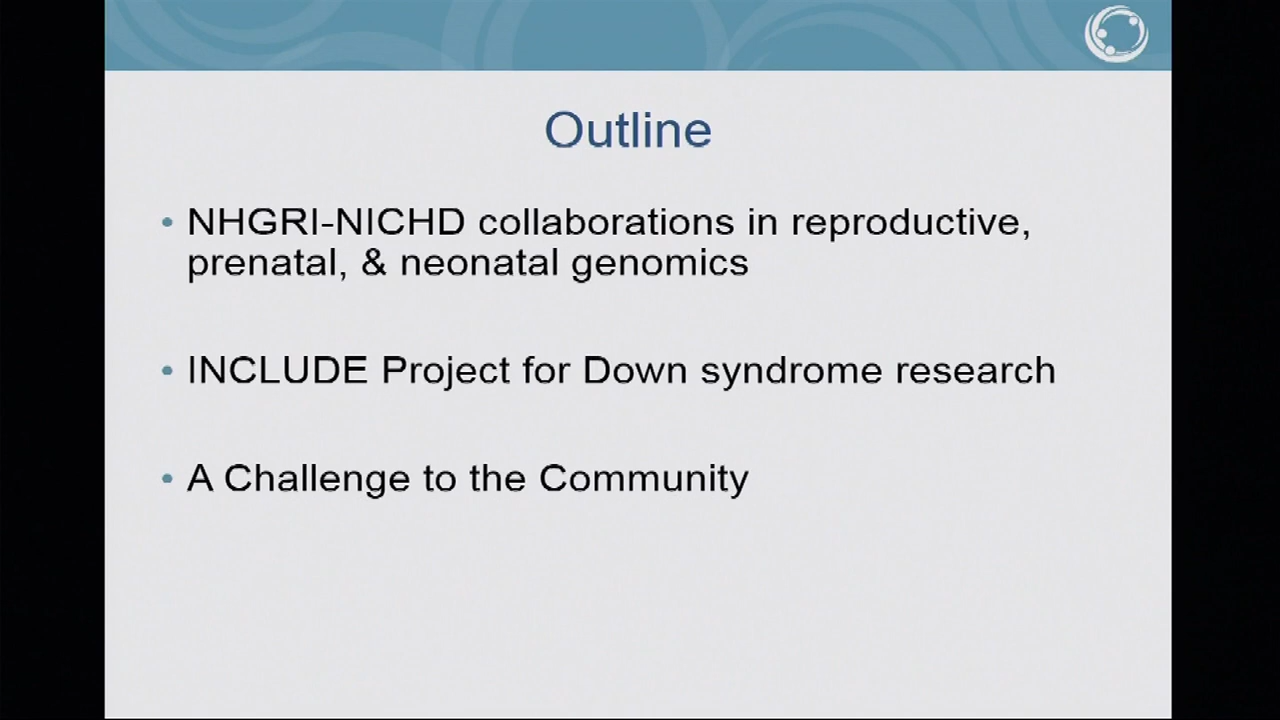 Outline
• NHGRI-NICHD collaborations in reproductive,
prenatal, & neonatal genomics
• INCLUDE Project for Down syndrome research
• A Challenge to the Community